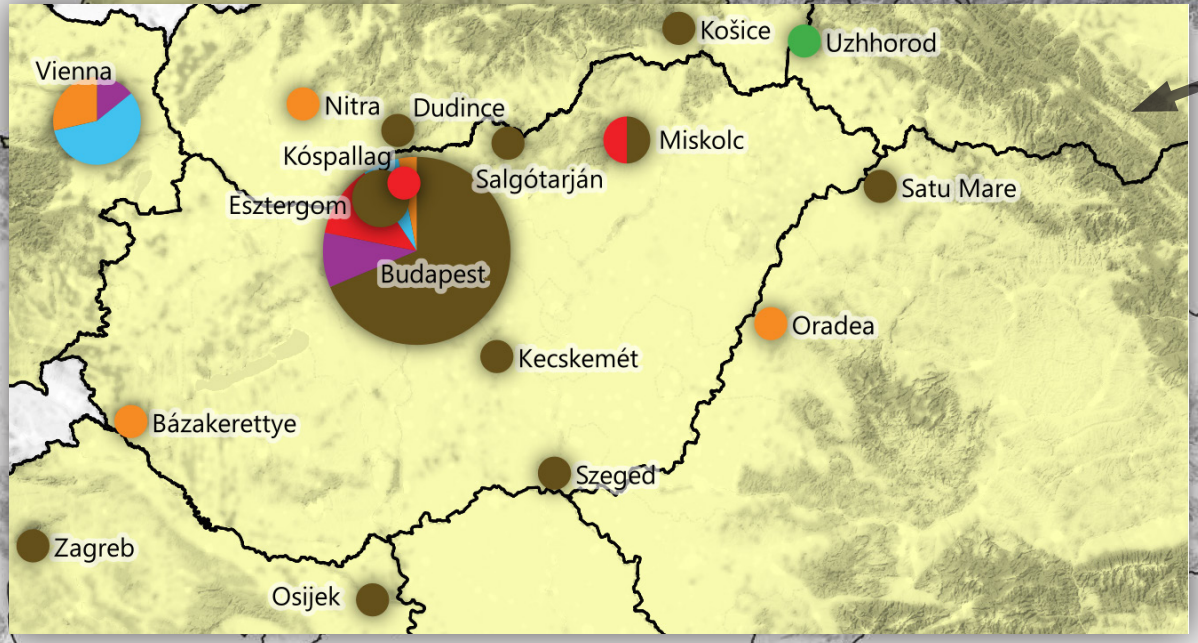 Košice
Uzhhorod
Vienna
Nitra
Dudince
Miskolc
Kóspallag
Salgótarján
Satu Mare
Esztergom
Budapest
Oradea
Kecskemét
Bázakerettye
Szeged
Zagreb
Osijek